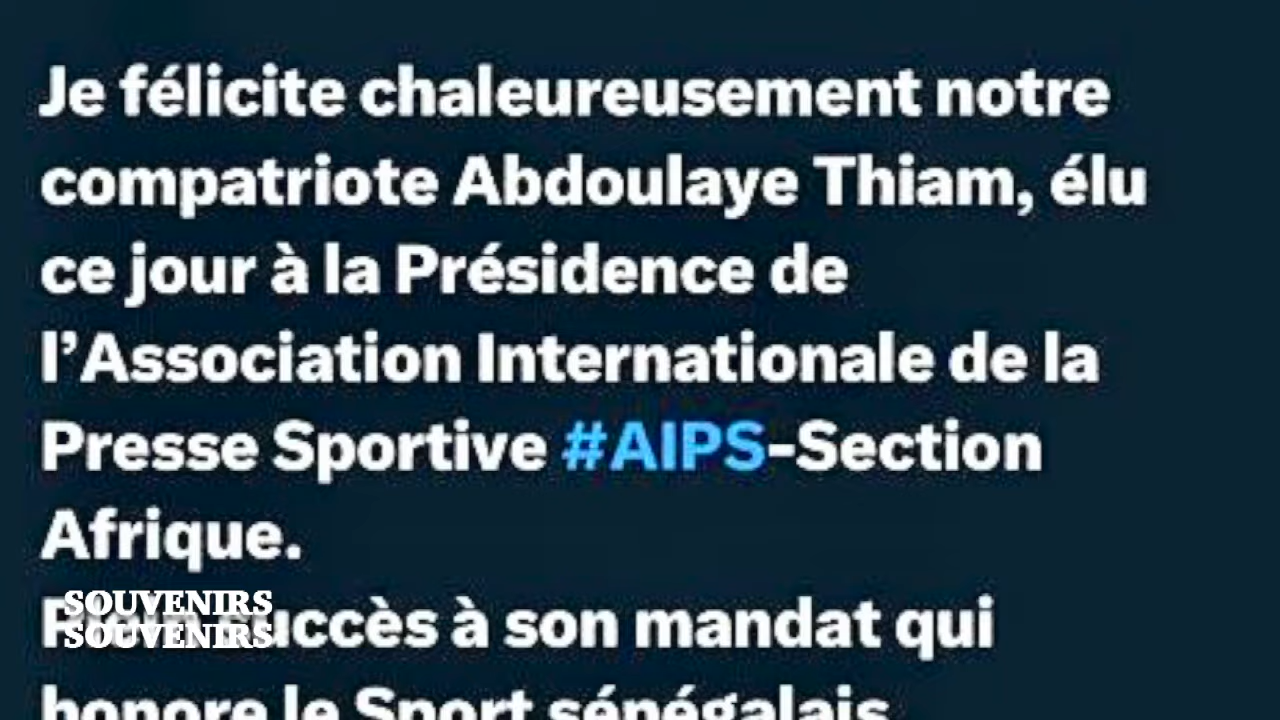 Je félicite chaleureusement notre
compatriote Abdoulaye Thiam, élu
ce jour à la Présidence de
l’Association Internationale de la
Presse Sportive #AIPS-Section
Afrique.
succès à son mandat qui
honore le Sport sénégalais
SOUVENIRS
SOUVENIRS